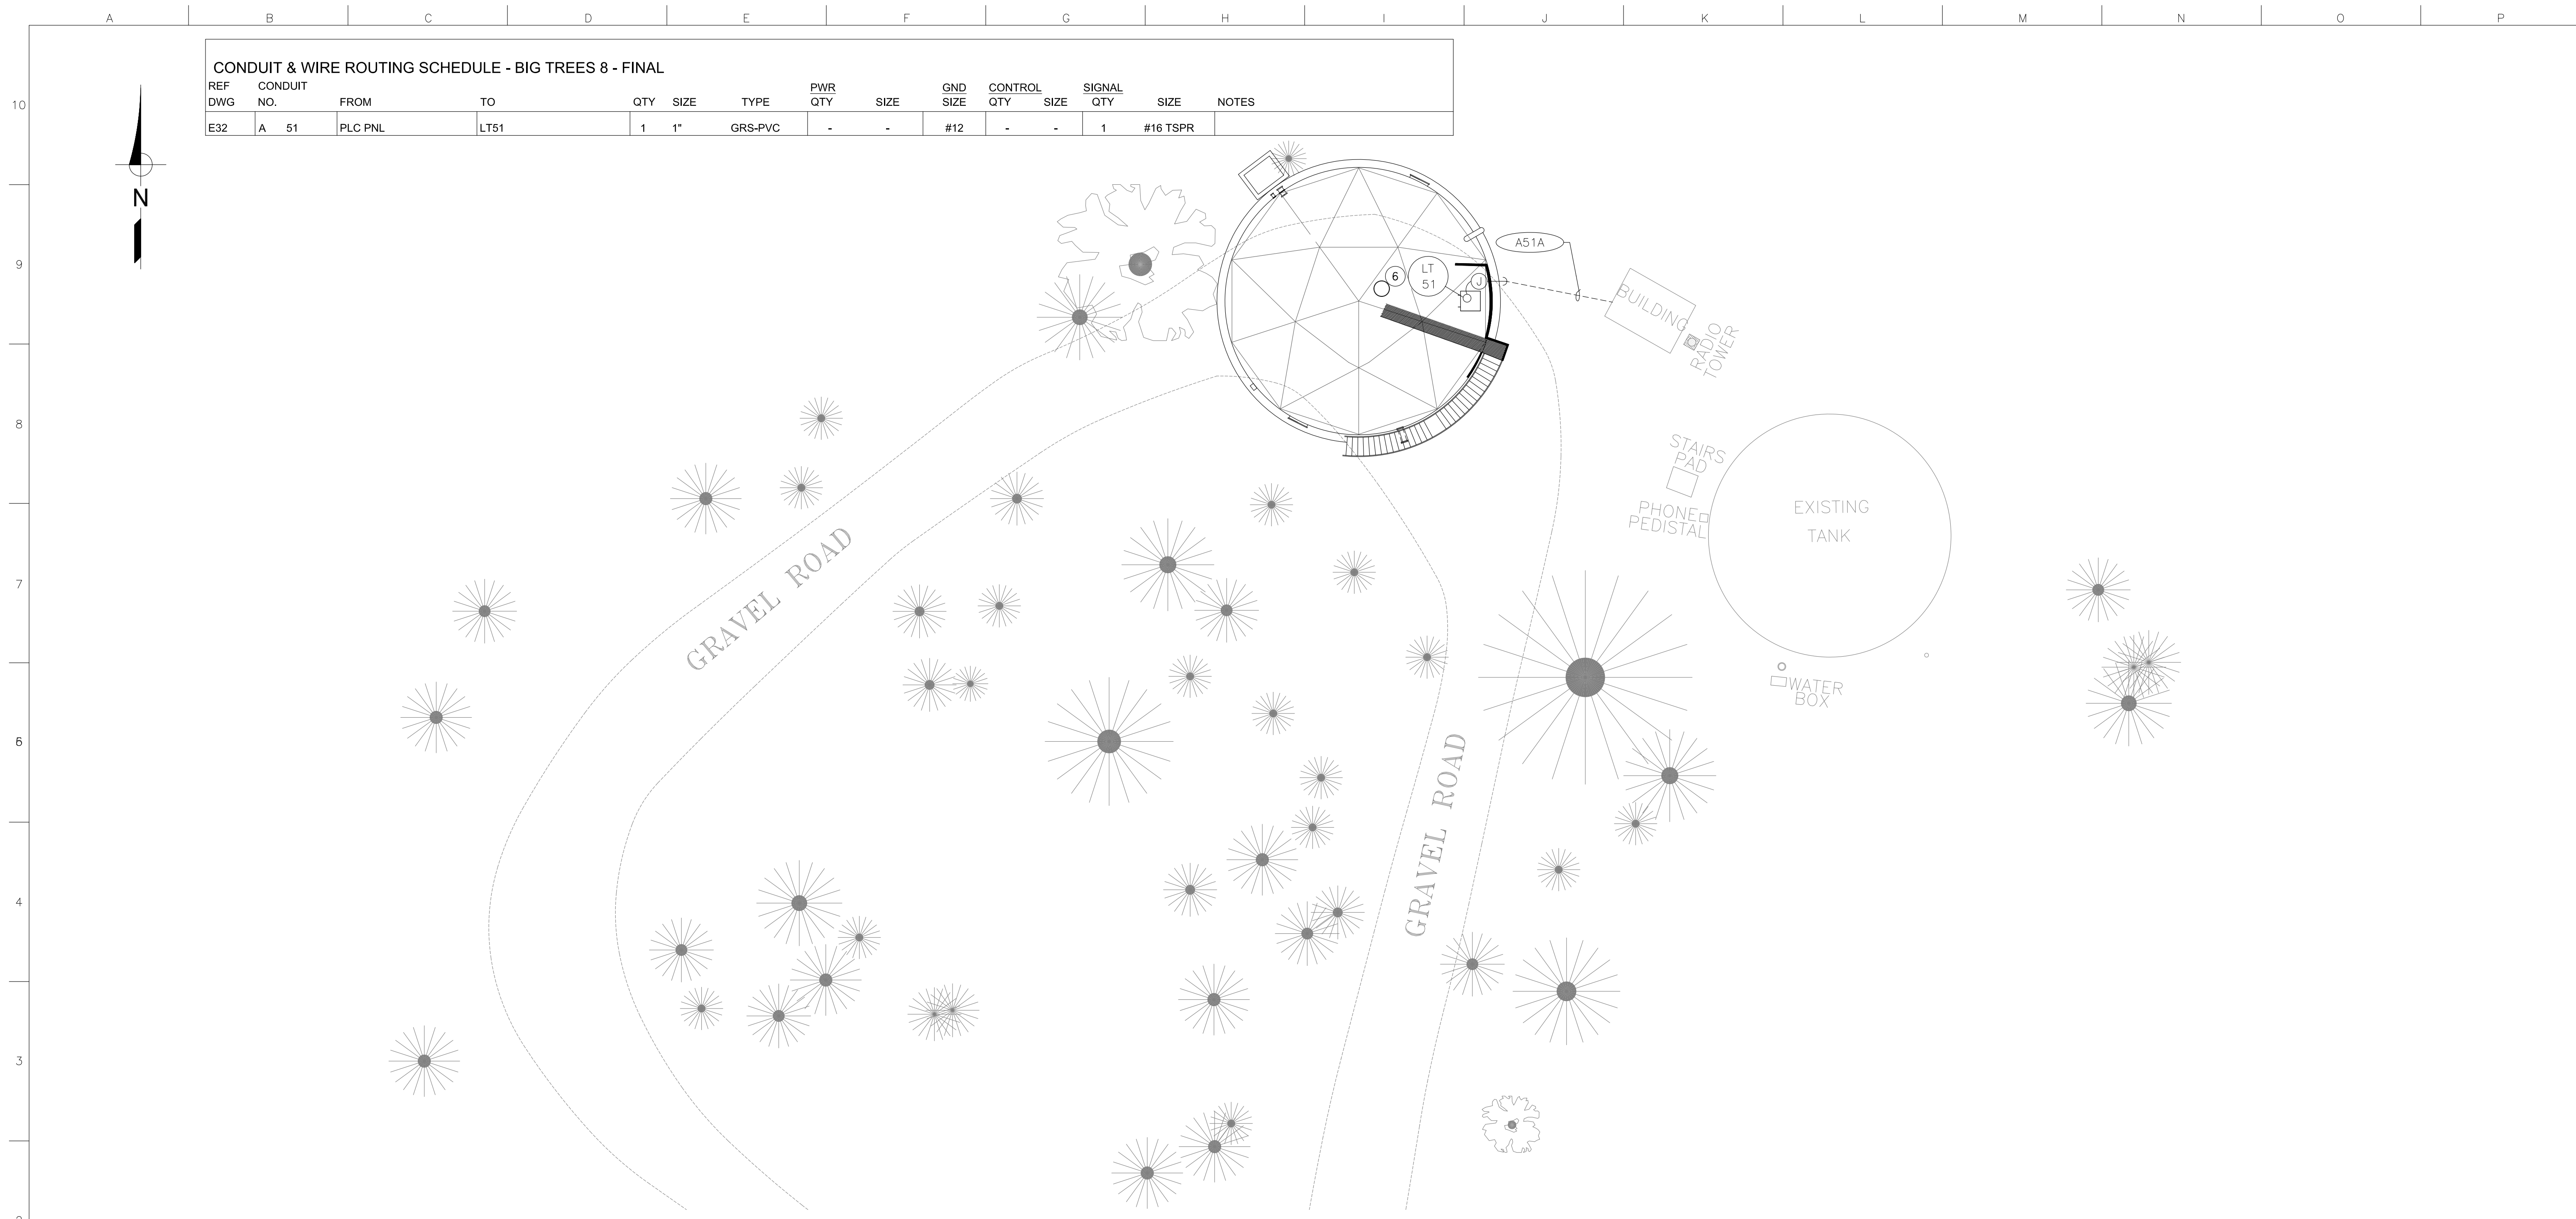 A B C D E F G H I J K L M N O P
CONDUIT & WIRE ROUTING SCHEDULE - BIG TREES 8 - FINAL
REF CONDUIT PWR GND CONTROL SIGNAL
DWG NO. FROM TO QTY SIZE TYPE QTY SIZE SIZE QTY SIZE QTY SIZE NOTES
E32 A 51 PLC PNL LT51 1 1" GRS-PVC - - #12 - - 1 #16 TSPR
10
N
9
A51A
LT
51
6
J
BUILDING
RADIO
TOWER
8
STAIRS
PAD
PHONE
PEDISTAL
EXISTING
TANK
GRAVEL ROAD
7
WATER
BOX
6
GRAVEL ROAD
4
3